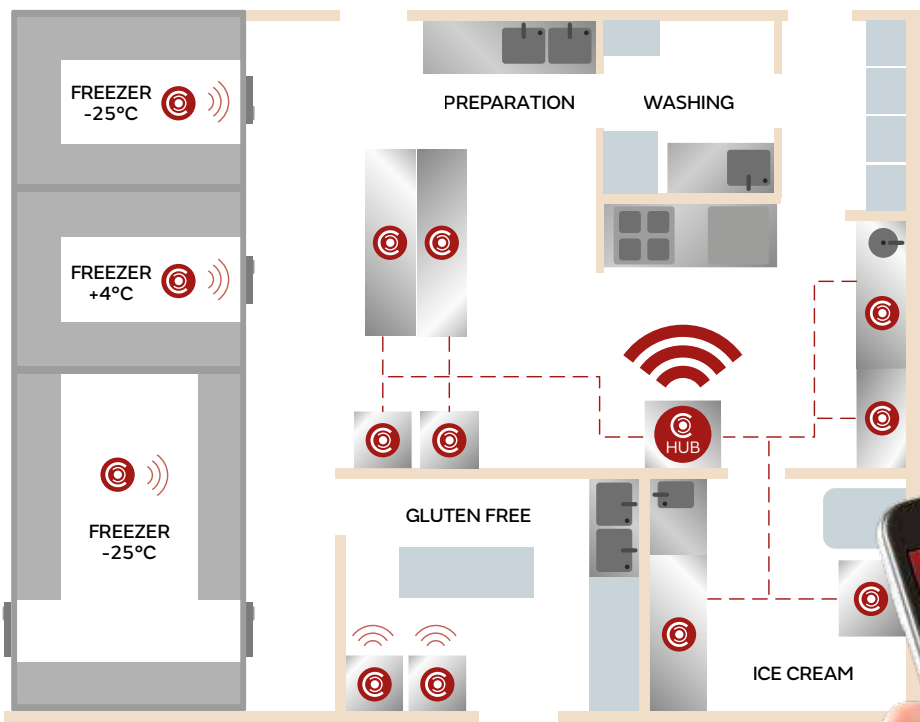 FREEZER
-25°C
PREPARATION
WASHING
FREEZER
+4°C
HUB
FREEZER
-25°C
GLUTEN FREE
ICE CREAM